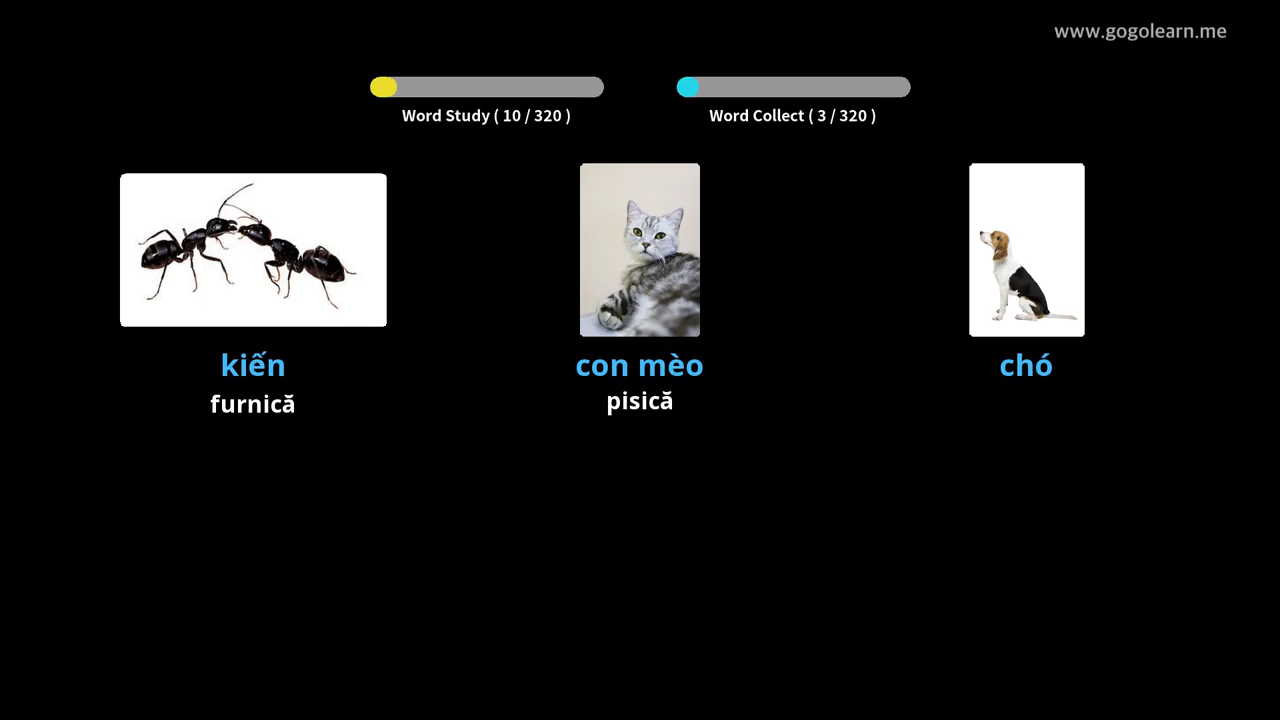 www.gogolearn.me
Word Study ( 10 / 320 )
Word Collect ( 3 / 320 )
kiến
con mèo
chó
furnică
pisică